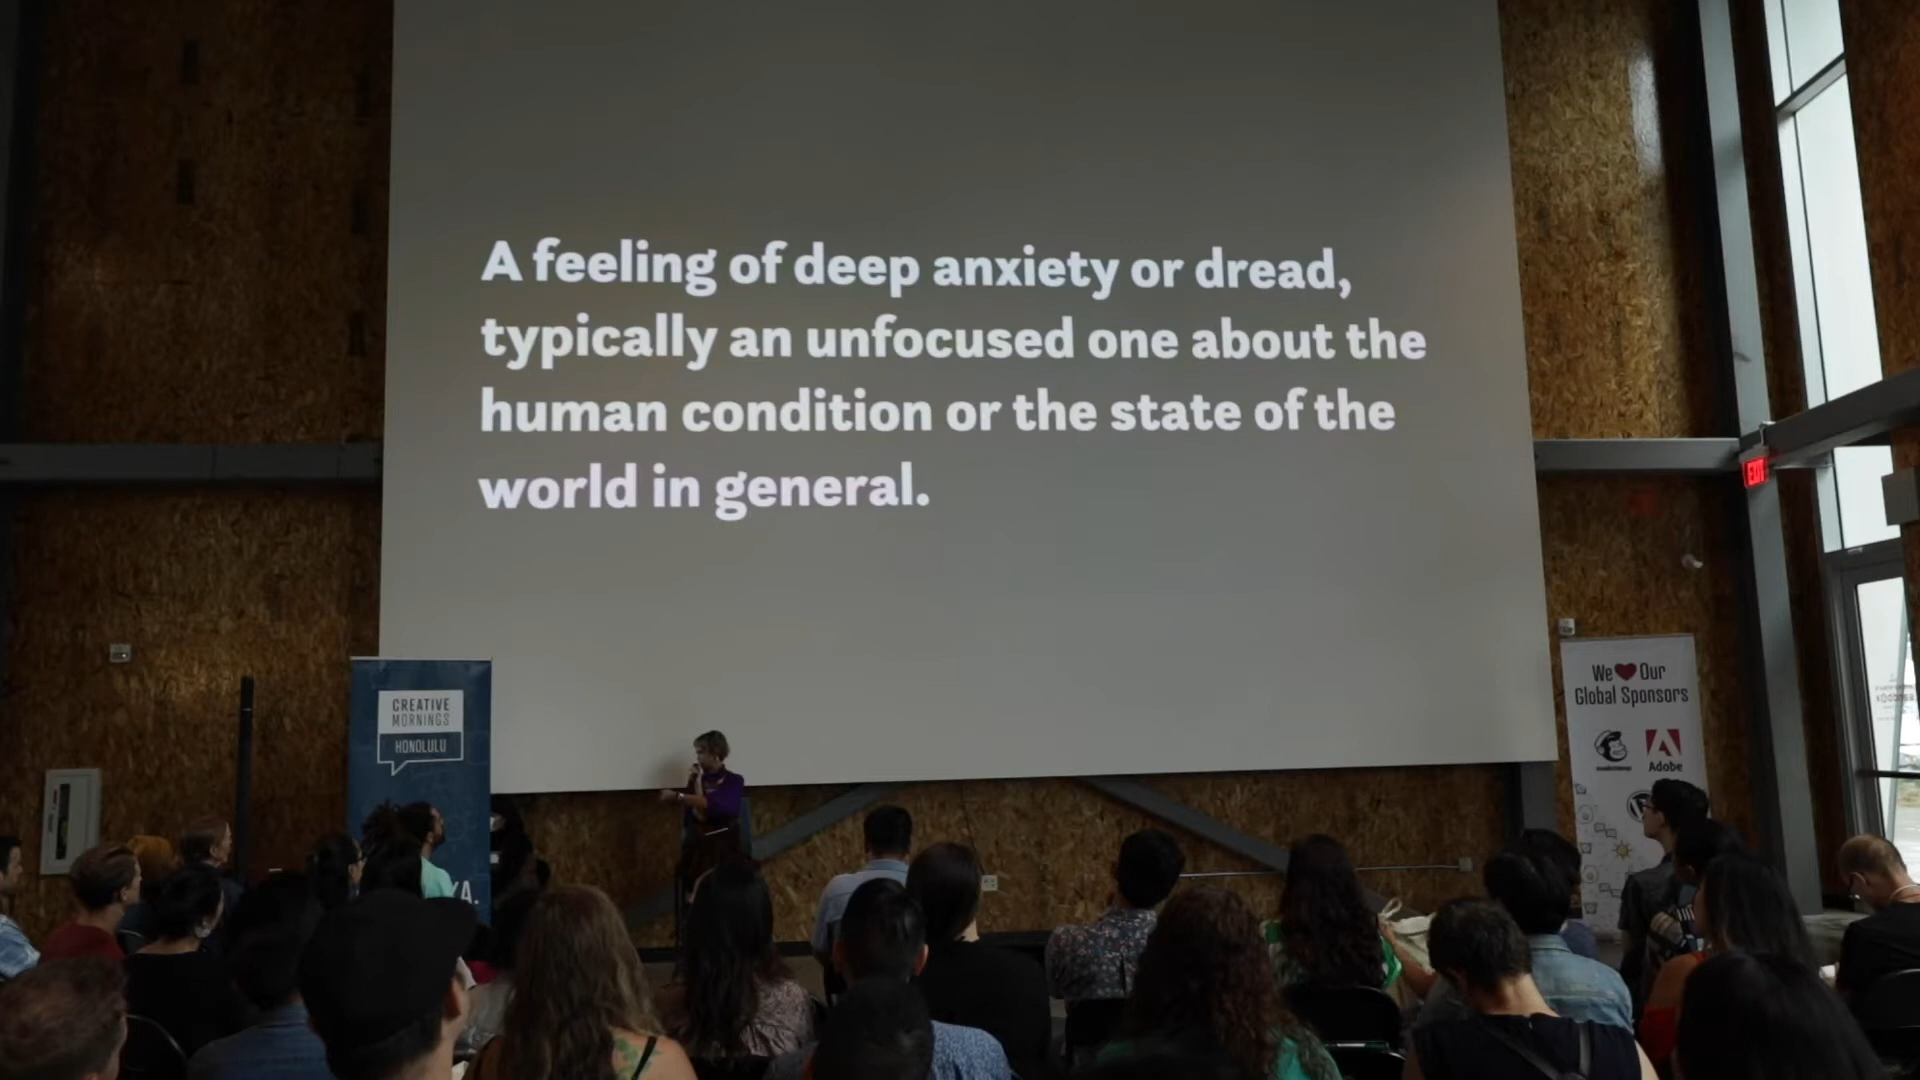 A feeling of deep anxiety or dread,
typically an unfocused one about the
human condition or the state of the
world in general.
EXIT
CREATIVE
MORNINGS
HONOLULU
YA.
We Our
Global Sponsors
Adobe